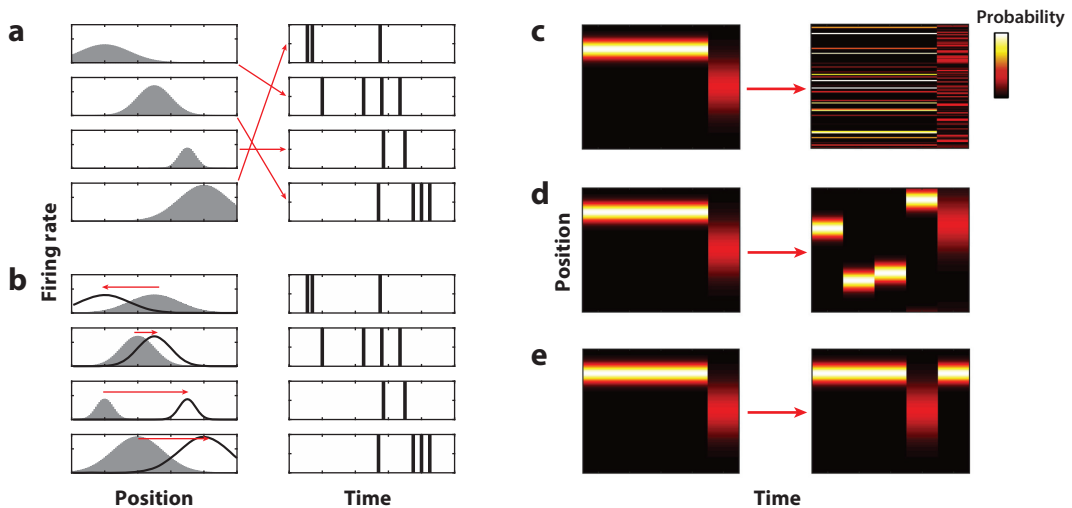 a
b
Firing rate
Position
Time
c
d
e
Probability
Position
Time